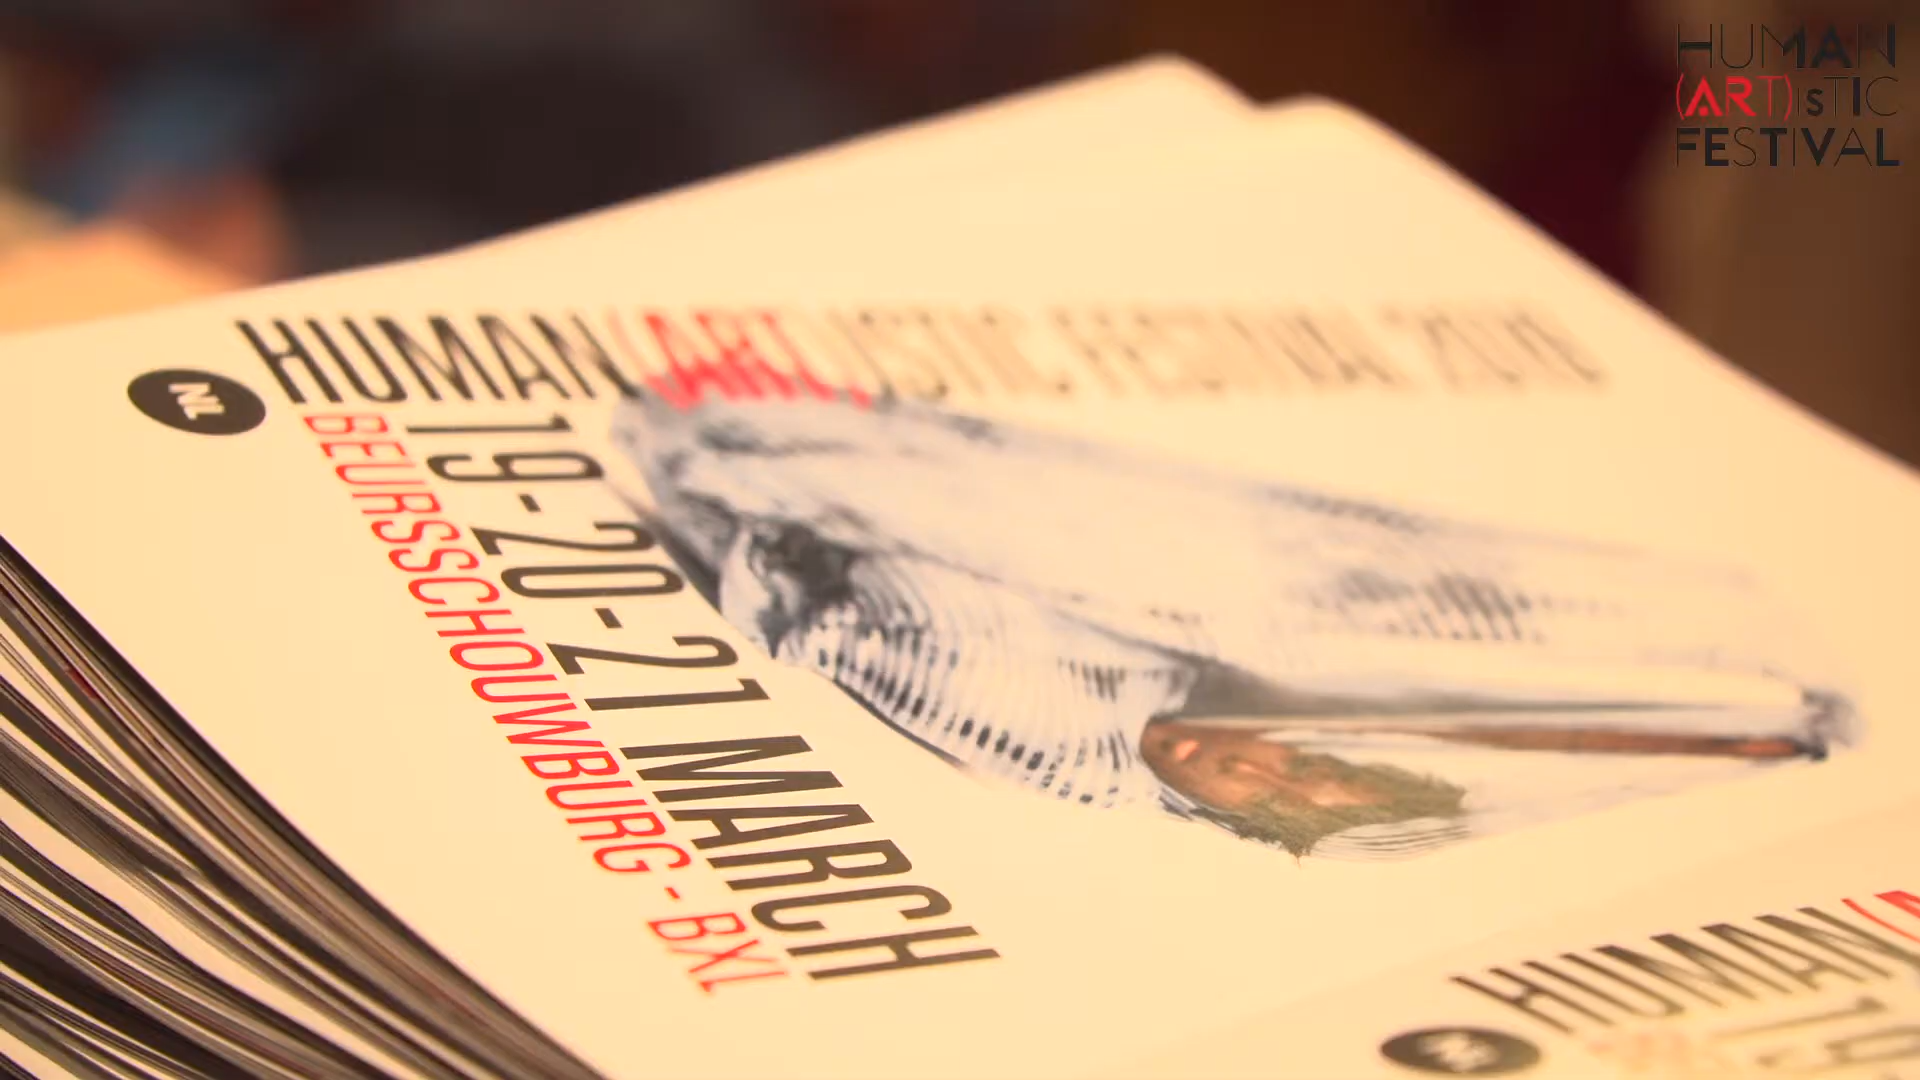 HUMAN
(ART)isTIC
FESTIVAL
HUMAN(ART)ISTIC FESTIVAL
NL
19-20-21 MARCH
BEURSSCHOUWBURG - BXL
HUMAN
NL